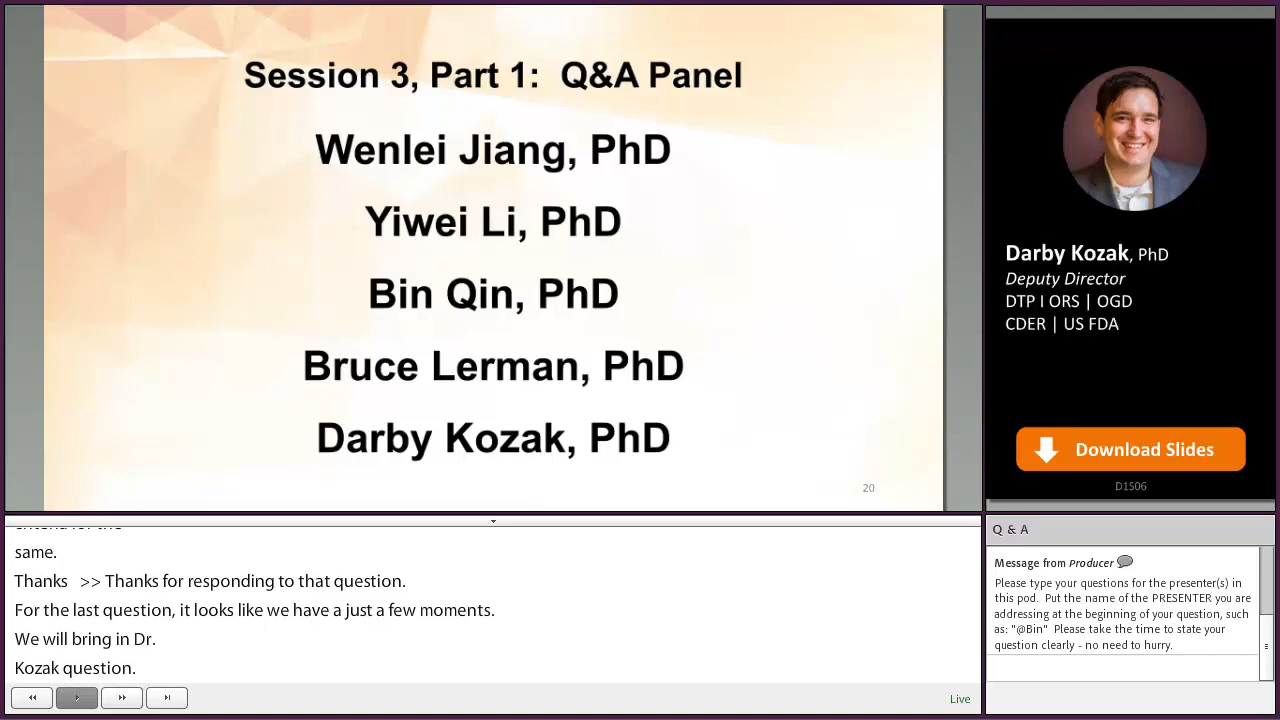 Session 3, Part 1: Q&A Panel
Wenlei Jiang, PhD
Yiwei Li, PhD
Bin Qin, PhD
Bruce Lerman, PhD
Darby Kozak, PhD
20
Darby Kozak, PhD
Deputy Director
DTP I ORS | OGD
CDER | US FDA
Download Slides
D1S06
same.
Thanks >> Thanks for responding to that question.
For the last question, it looks like we have a just a few moments.
We will bring in Dr.
Kozak question.
Live
Q & A
Message from Producer
Please type your questions for the presenter(s) in
this pod. Put the name of the PRESENTER you are
addressing at the beginning of your question, such
as: "@Bin" Please take the time to state your
question clearly - no need to hurry.